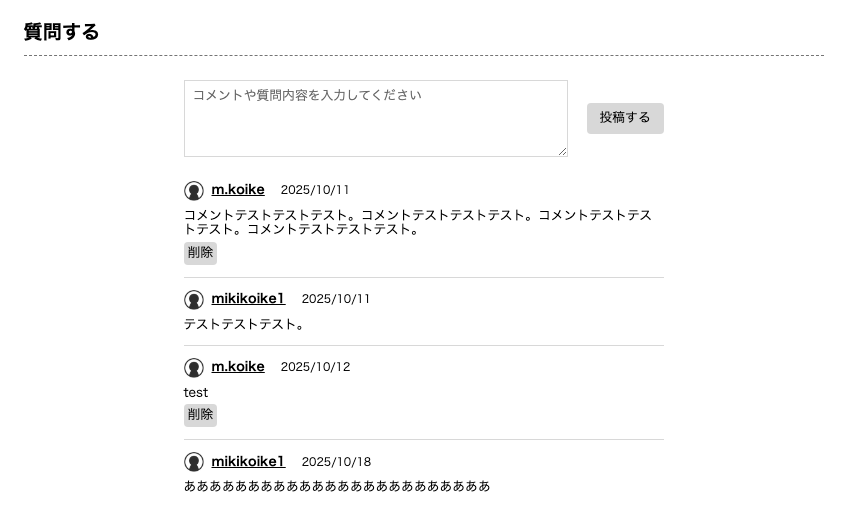 質問する
コメントや質問内容を入力してください
投稿する
m.koike 2025/10/11
コメントテストテストテスト。コメントテストテストテスト。コメントテストテス
トテスト。コメントテストテストテスト。
削除
mikikoike1 2025/10/11
テストテストテスト。
m.koike 2025/10/12
test
削除
mikikoike1 2025/10/18
ああああああああああああああああああああああああ